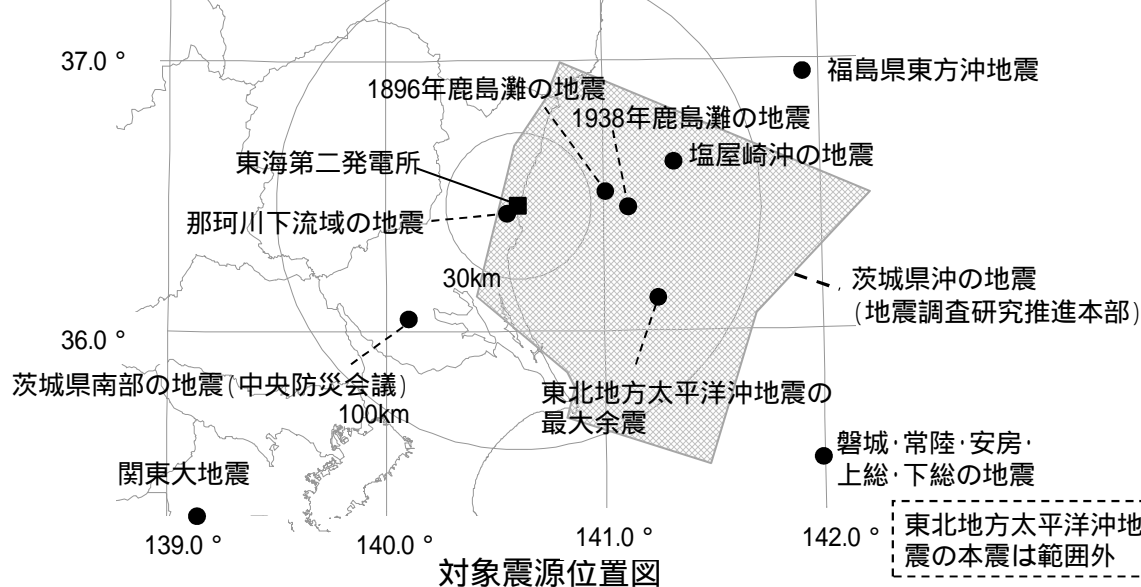 37.0 °
福島県東方沖地震
1896年鹿島灘の地震
1938年鹿島灘の地震
塩屋崎沖の地震
東海第二発電所
那珂川下流域の地震
30km
茨城県沖の地震
(地震調査研究推進本部)
36.0 °
茨城県南部の地震(中央防災会議)
100km
東北地方太平洋沖地震の
最大余震
磐城･常陸･安房･
上総･下総の地震
関東大地震
139.0 °
140.0 °
141.0 °
142.0 °
東北地方太平洋沖地
震の本震は範囲外
対象震源位置図